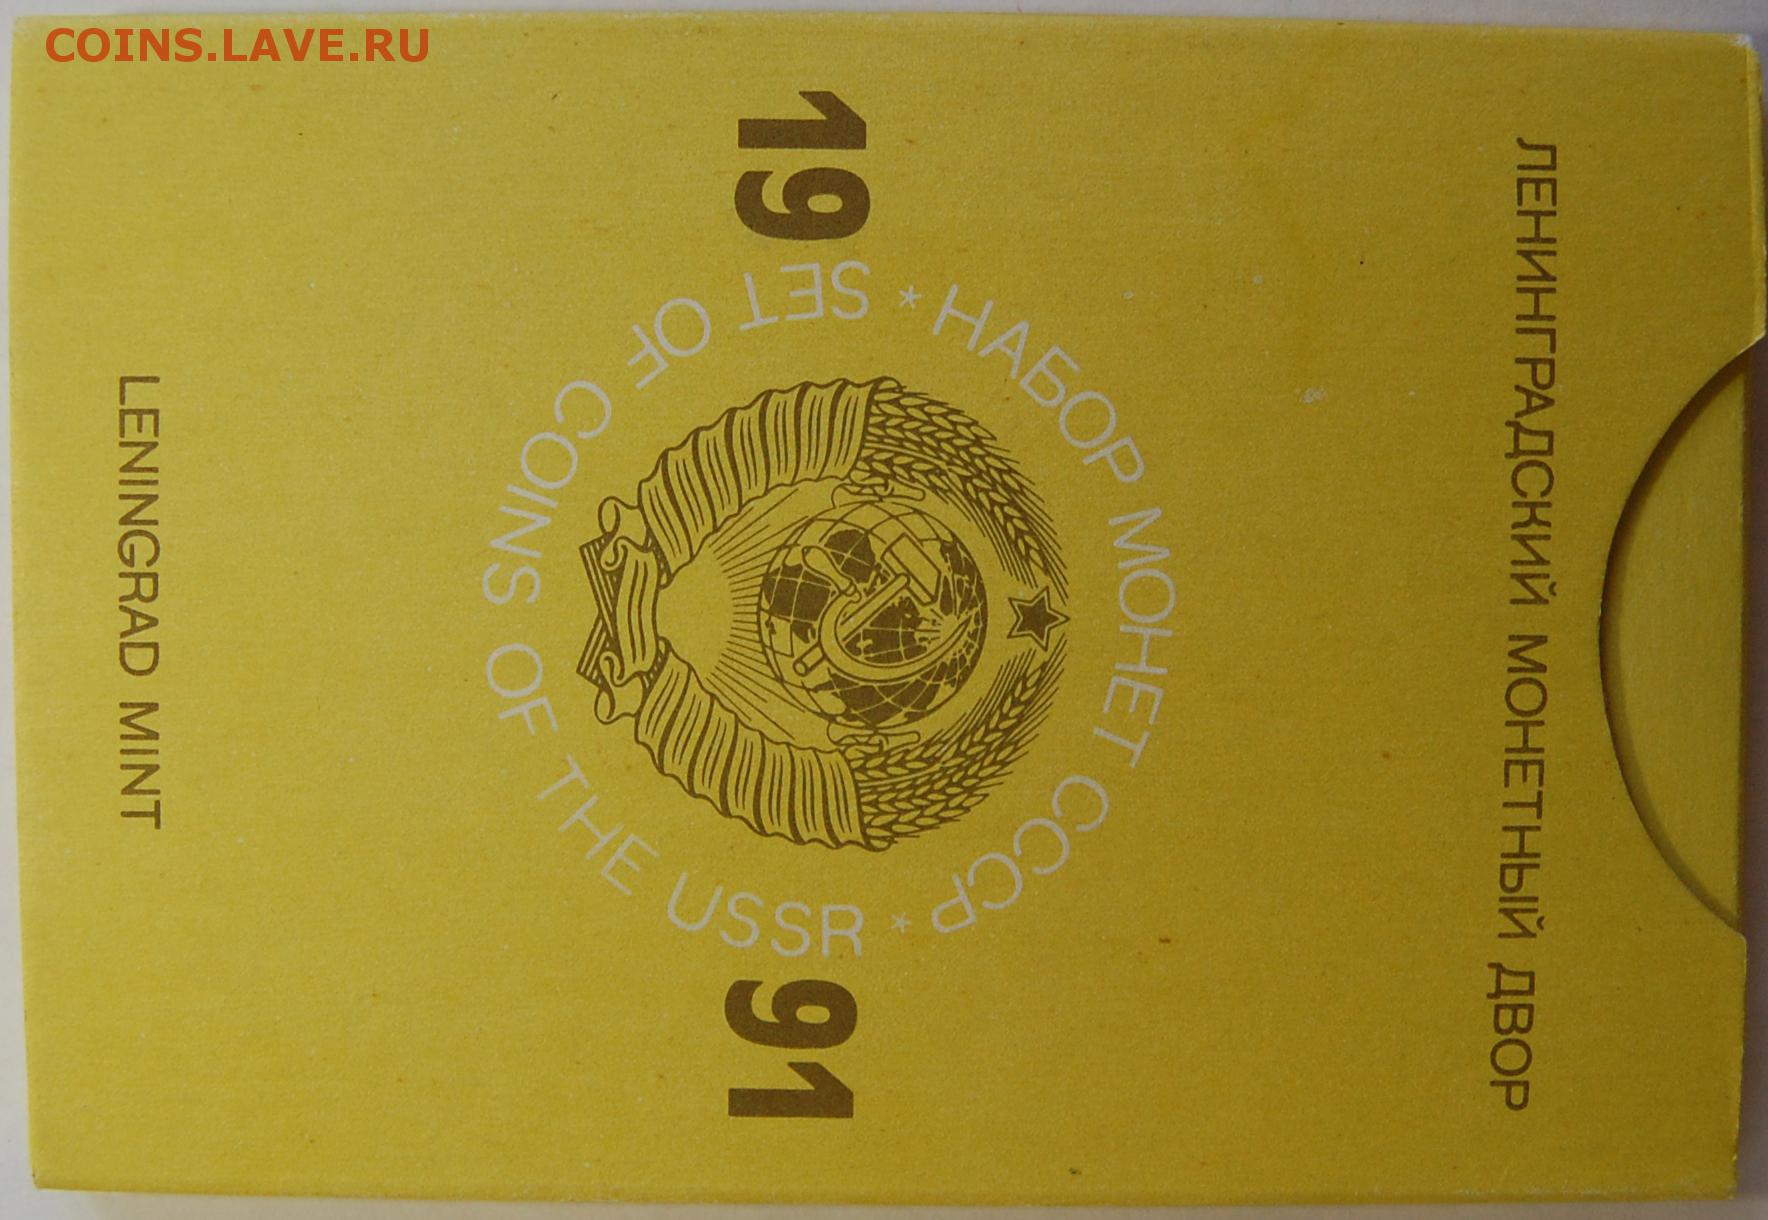 COINS.LAVE.RU
ЛЕНИНГРАДСКИЙ МОНЕТНЫЙ ДВОР
* НАБОР МОНЕТ СССР *
19 91
SET OF COINS OF THE USSR
LENINGRAD MINT